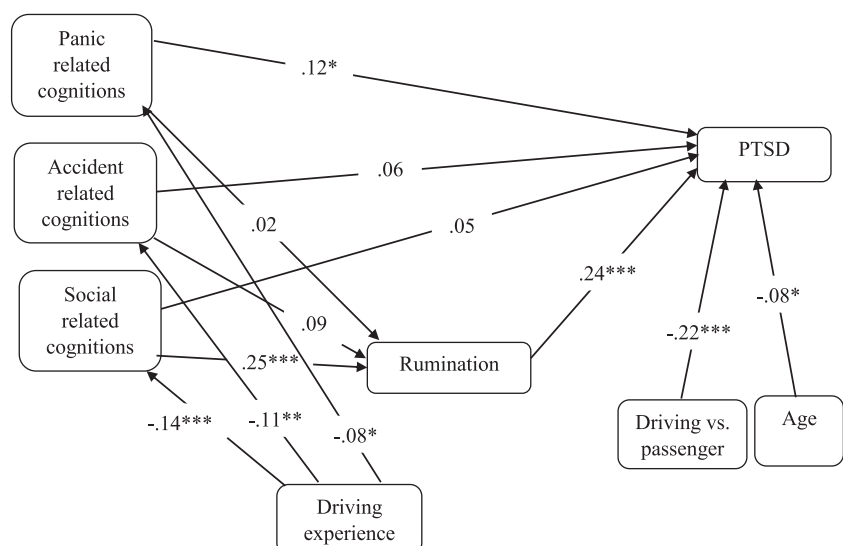 Panic
related
cognitions
.12*
PTSD
Accident
related
cognitions
.06
.02
.05
Social
related
cognitions
.24***
-.08*
.09
-.22***
.25***
Rumination
-.14***
-.11**
-.08*
Driving vs.
passenger
Age
Driving
experience